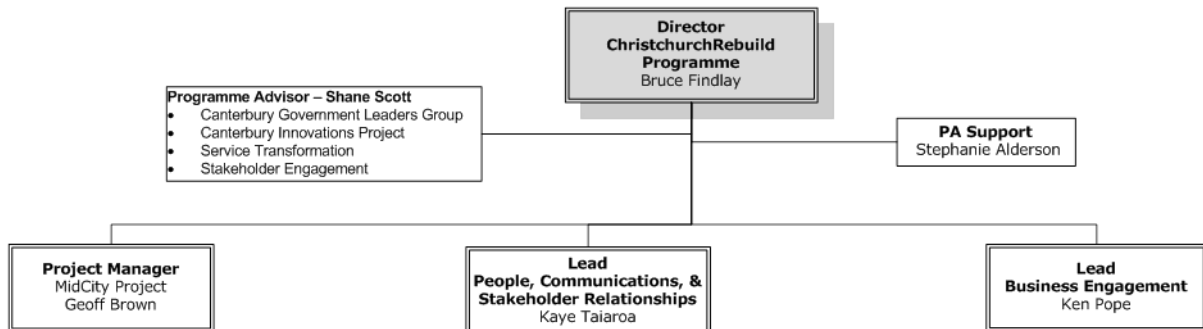 Director
ChristchurchRebuild
Programme
Bruce Findlay
Programme Advisor – Shane Scott
• Canterbury Government Leaders Group
• Canterbury Innovations Project
• Service Transformation
• Stakeholder Engagement
PA Support
Stephanie Alderson
Project Manager
MidCity Project
Geoff Brown
Lead
People, Communications, &
Stakeholder Relationships
Kaye Taiaroa
Lead
Business Engagement
Ken Pope